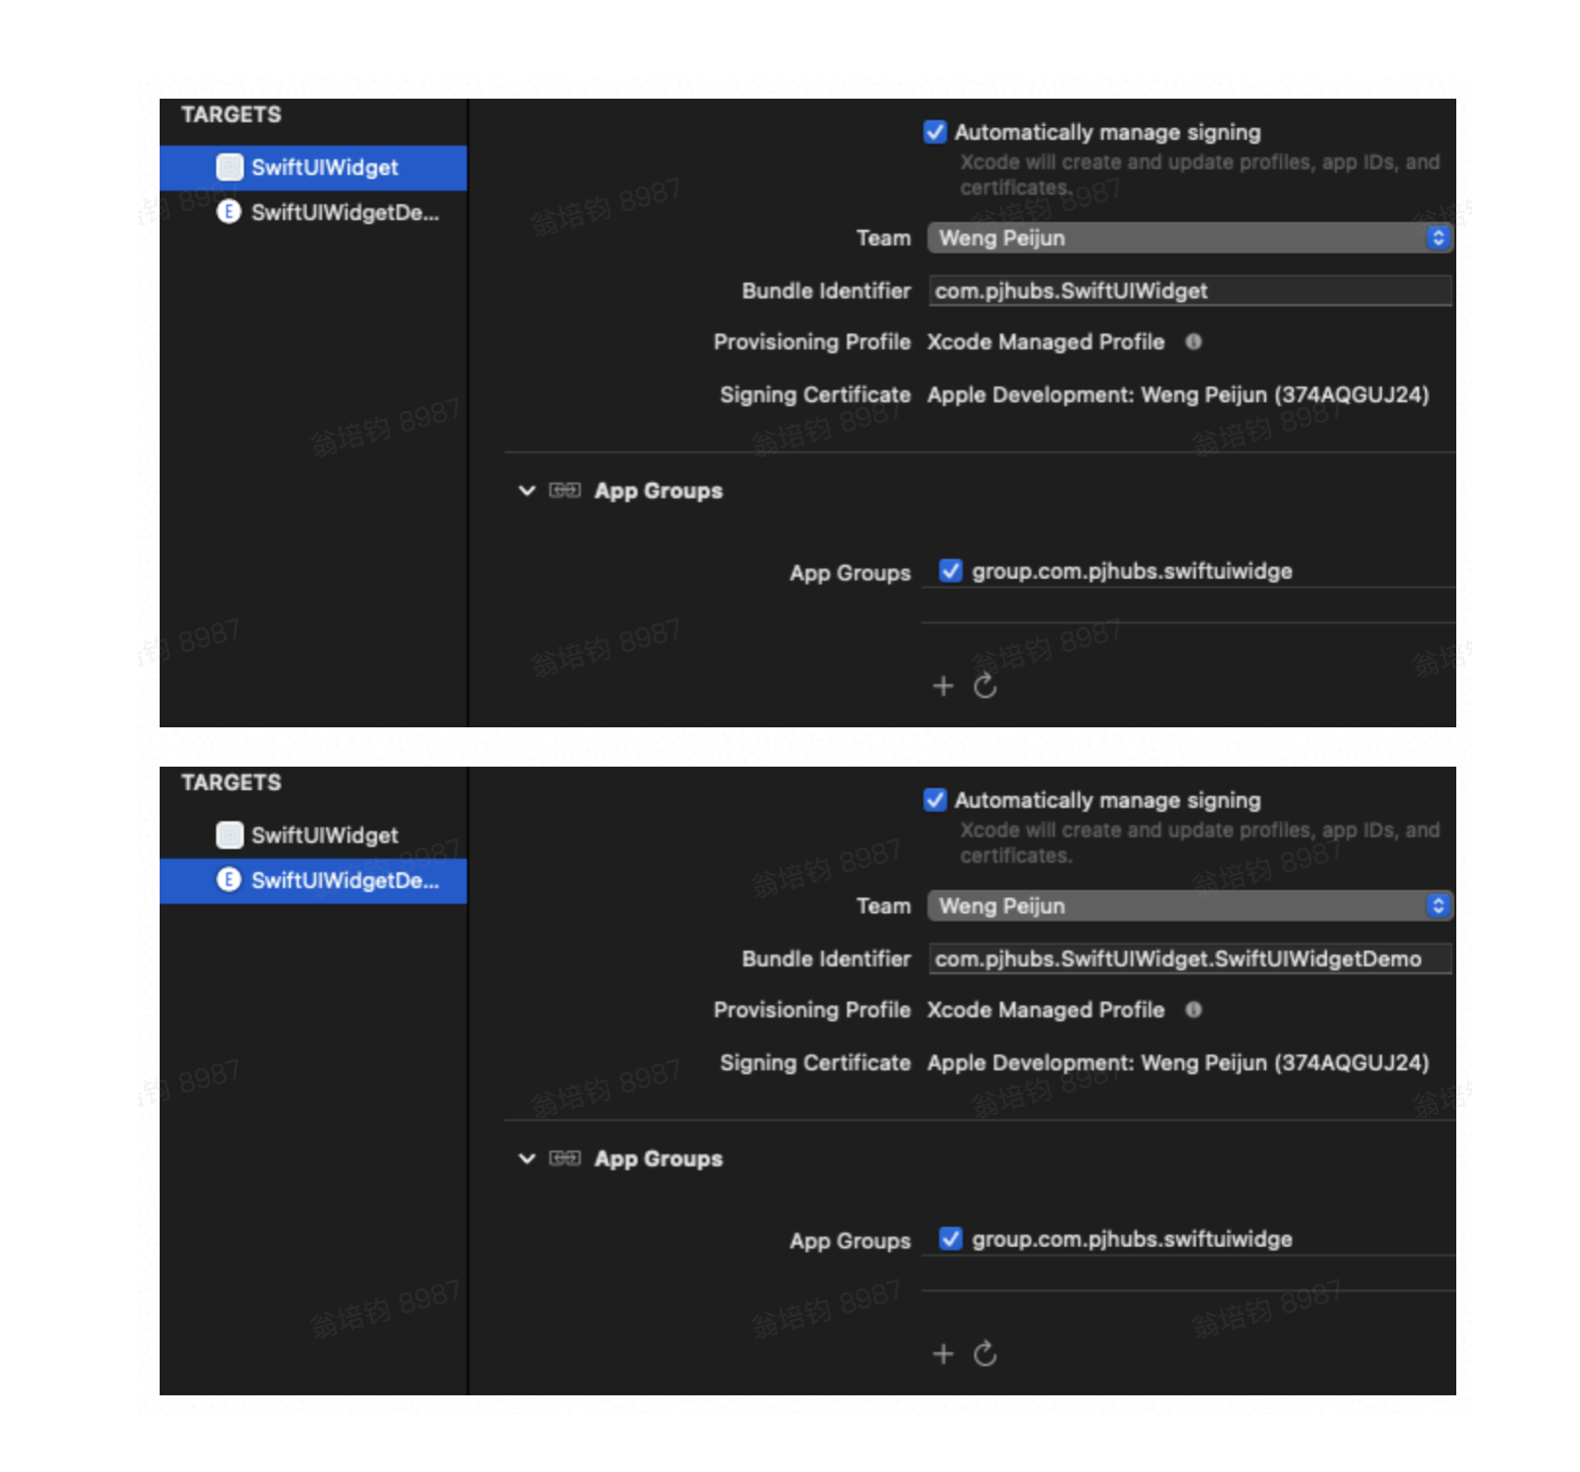 TARGETS
SwiftUIWidget
E SwiftUIWidgetDe...
Automatically manage signing
Xcode will create and update profiles, app IDs, and
certificates.
Team Weng Peijun
Bundle Identifier com.pjhubs.SwiftUIWidget
Provisioning Profile Xcode Managed Profile
Signing Certificate Apple Development: Weng Peijun (374AQGUJ24)
App Groups
App Groups group.com.pjhubs.swiftuiwidge
TARGETS
SwiftUIWidget
E SwiftUIWidgetDe...
Automatically manage signing
Xcode will create and update profiles, app IDs, and
certificates.
Team Weng Peijun
Bundle Identifier com.pjhubs.SwiftUIWidget.SwiftUIWidgetDemo
Provisioning Profile Xcode Managed Profile
Signing Certificate Apple Development: Weng Peijun (374AQGUJ24)
App Groups
App Groups group.com.pjhubs.swiftuiwidge
翁培钧 8987